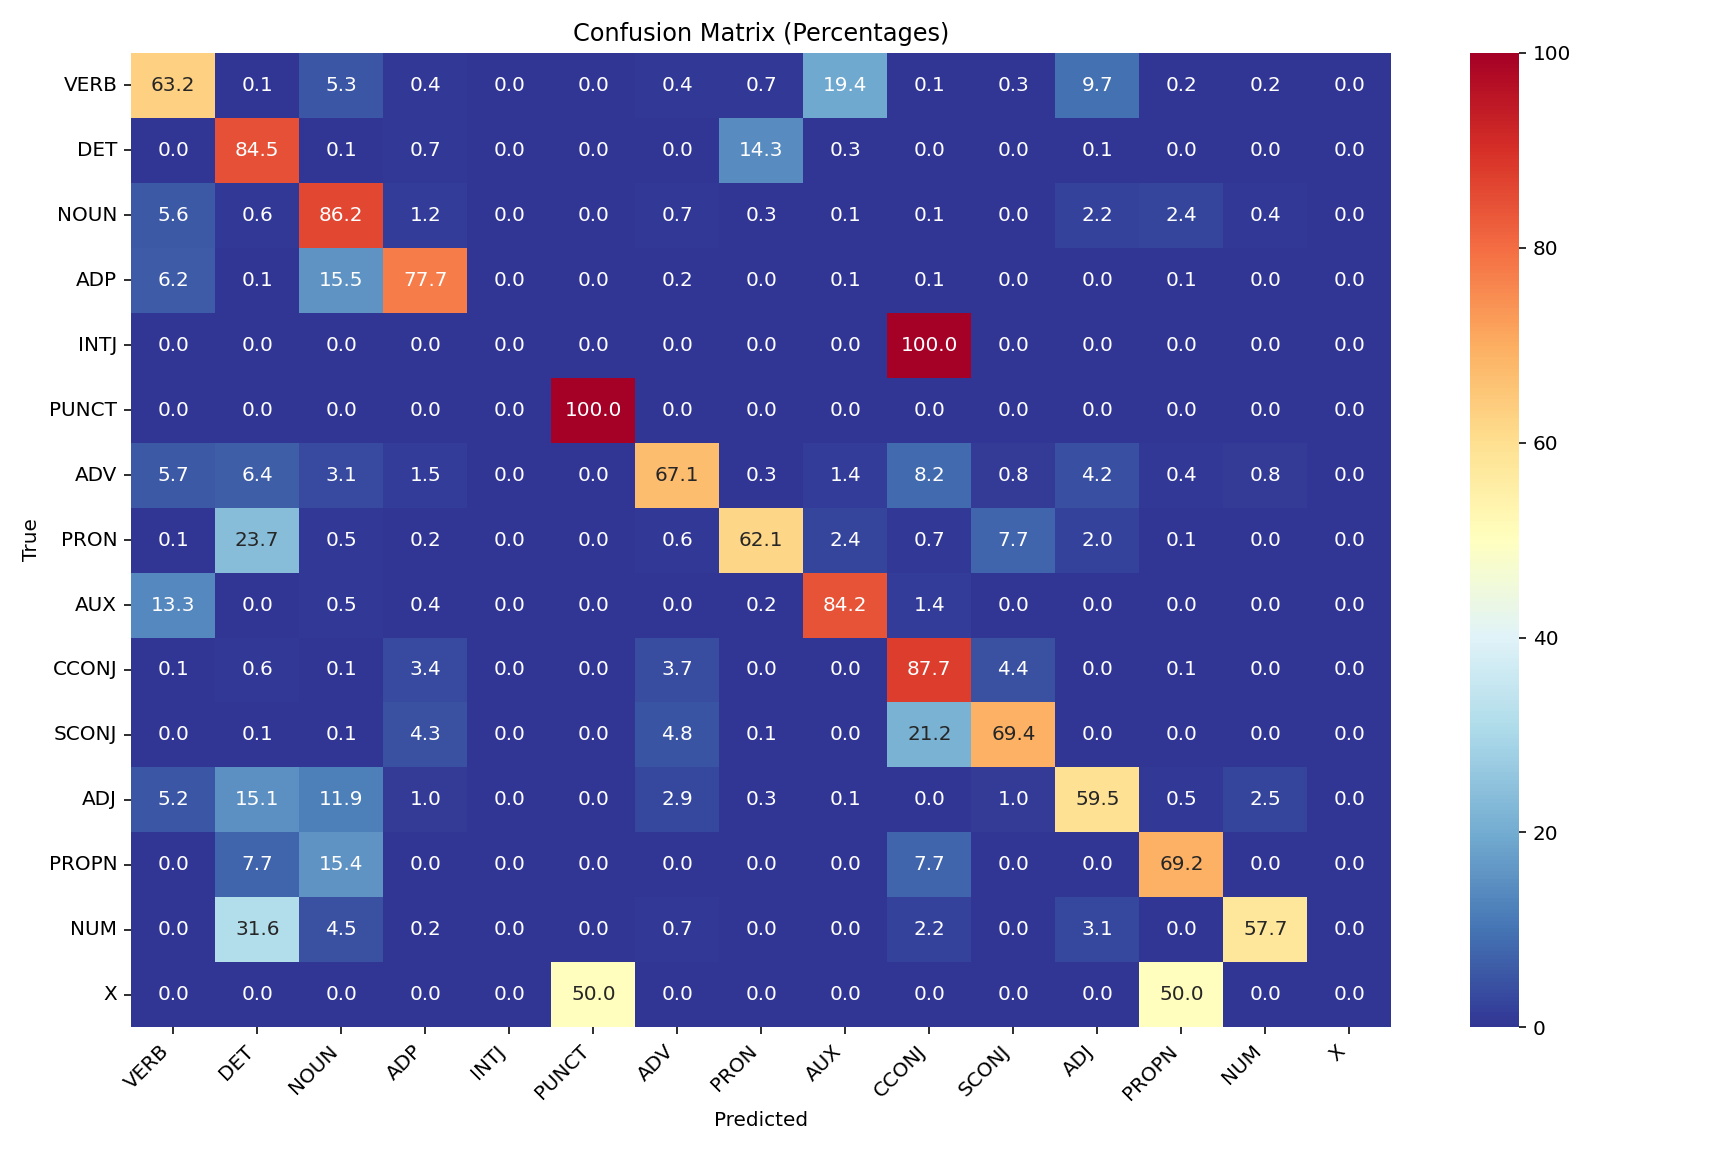 Confusion Matrix (Percentages)
VERB 63.2 0.1 5.3 0.4 0.0 0.0 0.4 0.7 19.4 0.1 0.3 9.7 0.2 0.2 0.0
DET 0.0 84.5 0.1 0.7 0.0 0.0 0.0 14.3 0.3 0.0 0.0 0.1 0.0 0.0 0.0
NOUN 5.6 0.6 86.2 1.2 0.0 0.0 0.7 0.3 0.1 0.1 0.0 2.2 2.4 0.4 0.0
ADP 6.2 0.1 15.5 77.7 0.0 0.0 0.2 0.0 0.1 0.1 0.0 0.0 0.1 0.0 0.0
INTJ 0.0 0.0 0.0 0.0 0.0 0.0 0.0 0.0 0.0 100.0 0.0 0.0 0.0 0.0 0.0
PUNCT 0.0 0.0 0.0 0.0 0.0 100.0 0.0 0.0 0.0 0.0 0.0 0.0 0.0 0.0 0.0
ADV 5.7 6.4 3.1 1.5 0.0 0.0 67.1 0.3 1.4 8.2 0.8 4.2 0.4 0.8 0.0
PRON 0.1 23.7 0.5 0.2 0.0 0.0 0.6 62.1 2.4 0.7 7.7 2.0 0.1 0.0 0.0
AUX 13.3 0.0 0.5 0.4 0.0 0.0 0.0 0.2 84.2 1.4 0.0 0.0 0.0 0.0 0.0
CCONJ 0.1 0.6 0.1 3.4 0.0 0.0 3.7 0.0 0.0 87.7 4.4 0.0 0.1 0.0 0.0
SCONJ 0.0 0.1 0.1 4.3 0.0 0.0 4.8 0.1 0.0 21.2 69.4 0.0 0.0 0.0 0.0
ADJ 5.2 15.1 11.9 1.0 0.0 0.0 2.9 0.3 0.1 0.0 1.0 59.5 0.5 2.5 0.0
PROPN 0.0 7.7 15.4 0.0 0.0 0.0 0.0 0.0 0.0 7.7 0.0 0.0 69.2 0.0 0.0
NUM 0.0 31.6 4.5 0.2 0.0 0.0 0.7 0.0 0.0 2.2 0.0 3.1 0.0 57.7 0.0
X 0.0 0.0 0.0 0.0 0.0 50.0 0.0 0.0 0.0 0.0 0.0 0.0 50.0 0.0 0.0
VERB DET NOUN ADP INTJ PUNCT ADV PRON AUX CCONJ SCONJ ADJ PROPN NUM X
Predicted
True
100
80
60
40
20
0